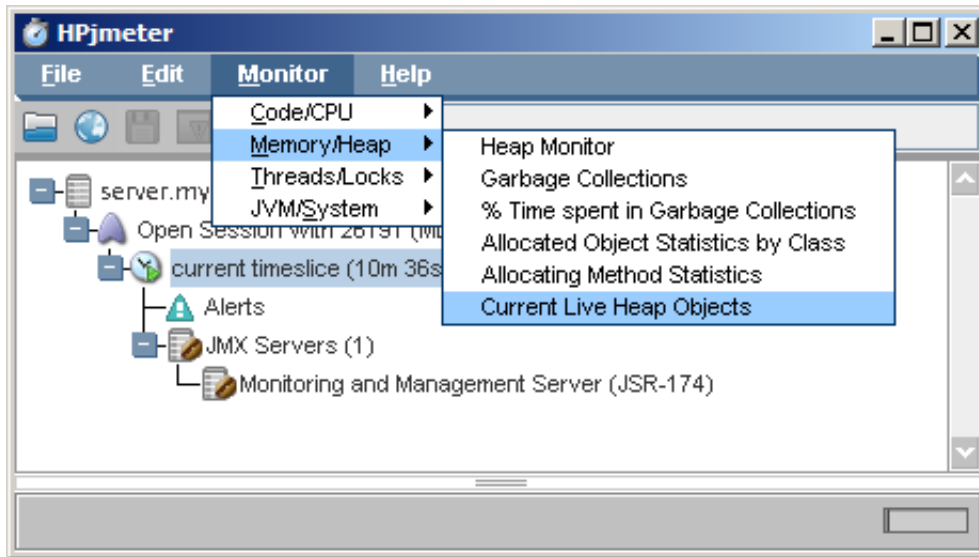 HPjmeter
File Edit Monitor Help
Code/CPU
Memory/Heap
Threads/Locks
JVM/System
Heap Monitor
Garbage Collections
% Time spent in Garbage Collections
Allocated Object Statistics by Class
Allocating Method Statistics
Current Live Heap Objects
server.my
Open Session with 26191
current timeslice (10m 36s
Alerts
JMX Servers (1)
Monitoring and Management Server (JSR-174)